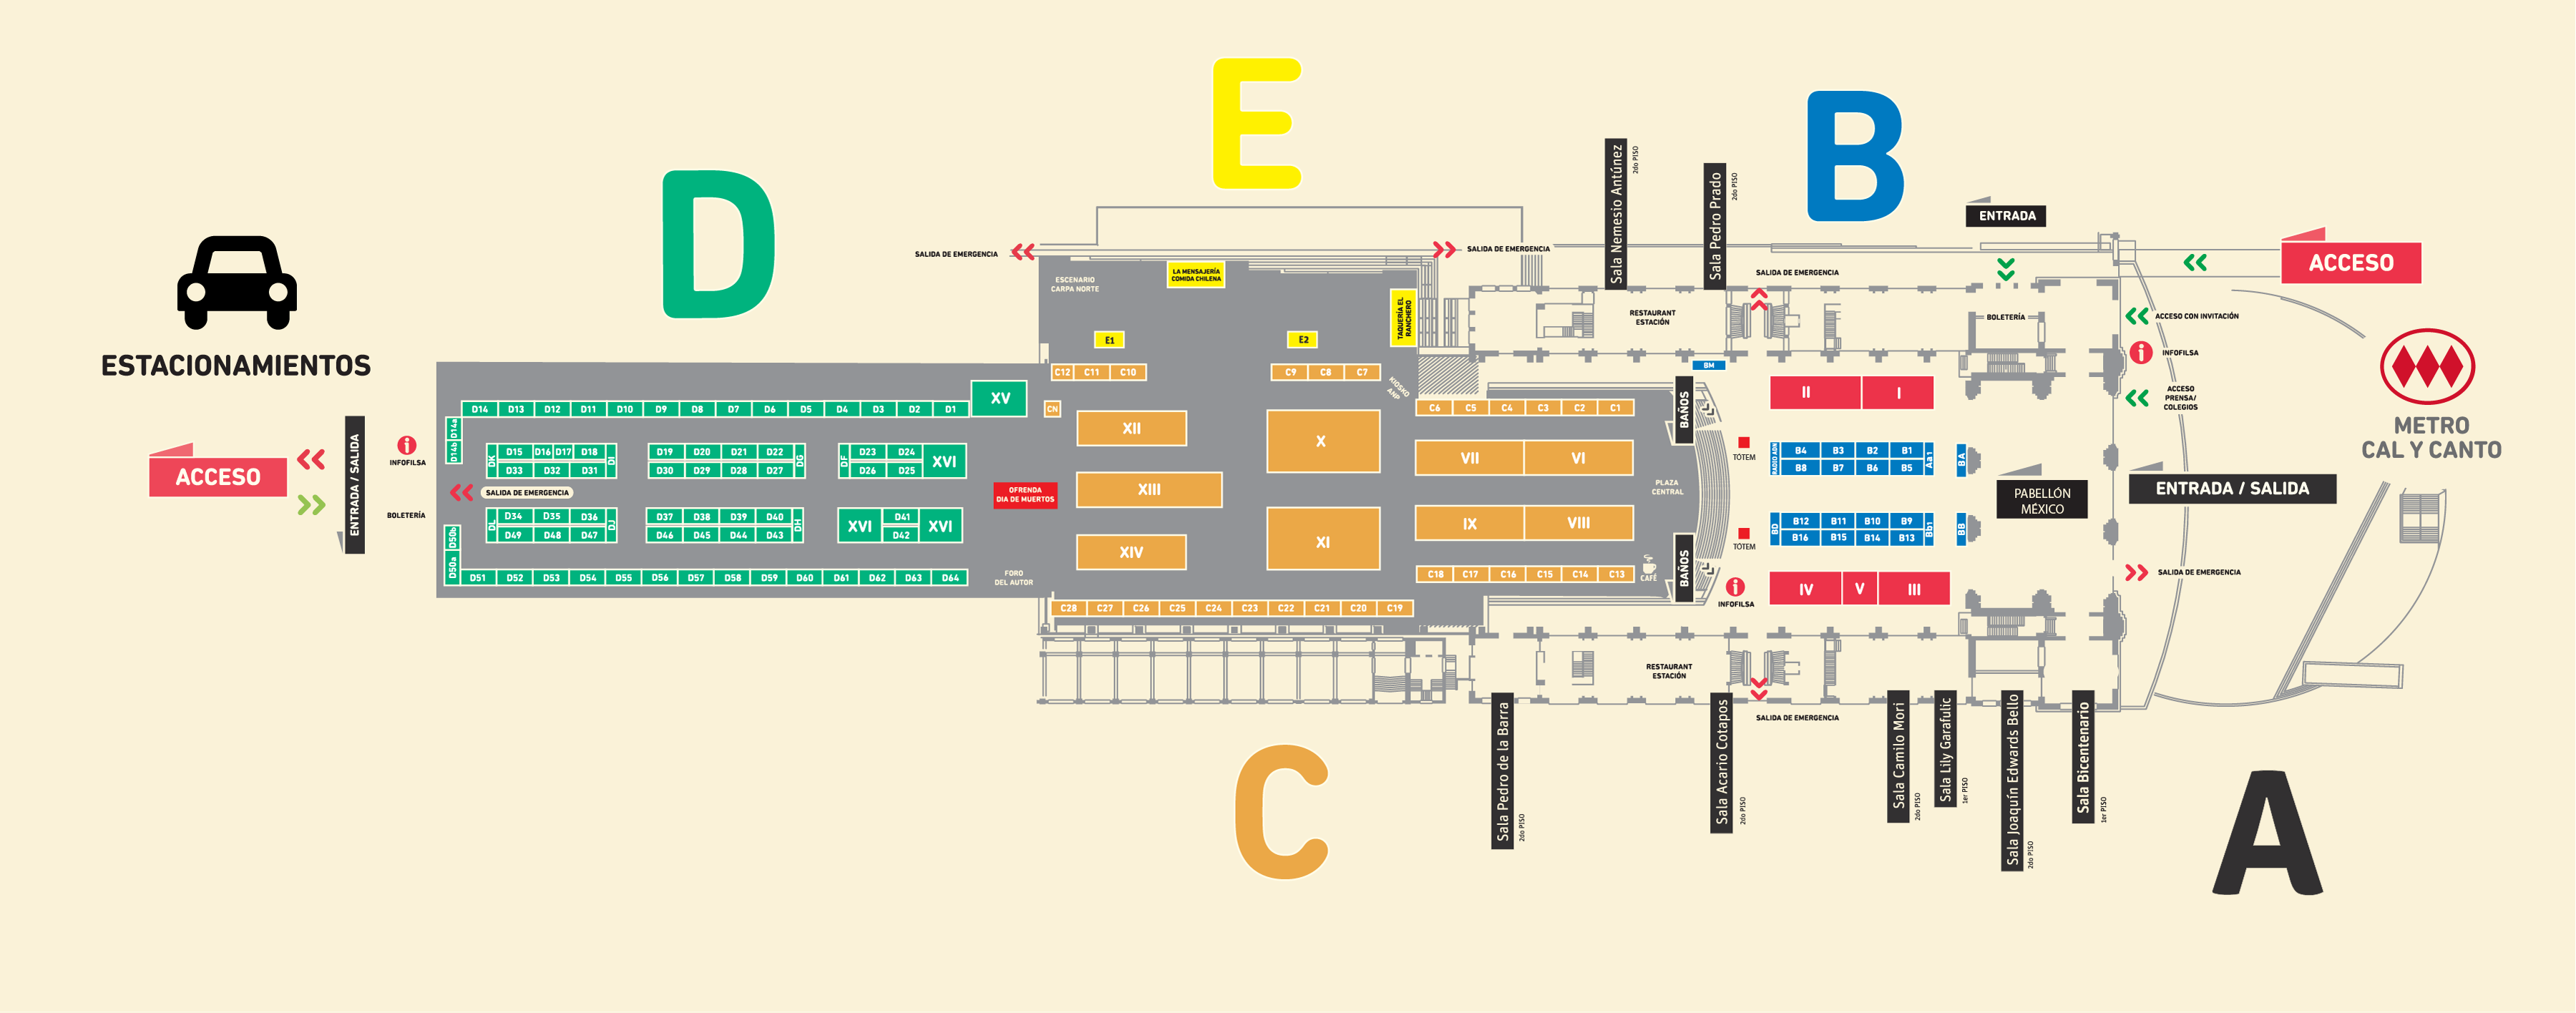 E
B
D
A
C
ESTACIONAMIENTOS
ACCESO
ENTRADA / SALIDA
INFOFILSA
BOLETERÍA
SALIDA DE EMERGENCIA
D14 D13 D12 D11 D10 D9 D8 D7 D6 D5 D4 D3 D2 D1
XV
D14a
D14b
DK
D15 D16 D17 D18
D33 D32 D31
DI
D19 D20 D21 D22
D30 D29 D28 D27
DG
DF
D23 D24
D26 D25
XVI
DL
D34 D35 D36
D49 D48 D47
DJ
D37 D38 D39 D40
D46 D45 D44 D43
DH
XVI
D41
D42
XVI
D50b
D50a
D51 D52 D53 D54 D55 D56 D57 D58 D59 D60 D61 D62 D63 D64
SALIDA DE EMERGENCIA
ESCENARIO
CARPA NORTE
LA MENSAJERÍA
COMIDA CHILENA
TAQUERÍA EL
RANCHERO
E1
E2
C12 C11 C10
C9 C8 C7
KIOSKO
ANP
CN
XII
X
XIII
XIV
XI
OFRENDA
DIA DE MUERTOS
FORO
DEL AUTOR
C28 C27 C26 C25 C24 C23 C22 C21 C20 C19
C6 C5 C4 C3 C2 C1
VII VI
IX VIII
C18 C17 C16 C15 C14 C13
PLAZA
CENTRAL
CAFÉ
BAÑOS
BAÑOS
SALIDA DE EMERGENCIA
Sala Nemesio Antúnez
2do PISO
Sala Pedro Prado
2do PISO
SALIDA DE EMERGENCIA
RESTAURANT
ESTACIÓN
BM
II I
TÓTEM
RADIO ADN
B4 B3 B2 B1
B8 B7 B6 B5
Aa1
BA
TÓTEM
BD
B12 B11 B10 B9
B16 B15 B14 B13
Bb1
BB
INFOFILSA
IV V III
PABELLÓN
MÉXICO
ENTRADA
BOLETERÍA
ACCESO
ACCESO CON INVITACIÓN
INFOFILSA
ACCESO
PRENSA/
COLEGIOS
METRO
CAL Y CANTO
ENTRADA / SALIDA
SALIDA DE EMERGENCIA
RESTAURANT
ESTACIÓN
SALIDA DE EMERGENCIA
Sala Pedro de la Barra
2do PISO
Sala Acario Cotapos
2do PISO
Sala Camilo Mori
2do PISO
Sala Lily Garafulic
1er PISO
Sala Joaquín Edwards Bello
2do PISO
Sala Bicentenario
1er PISO